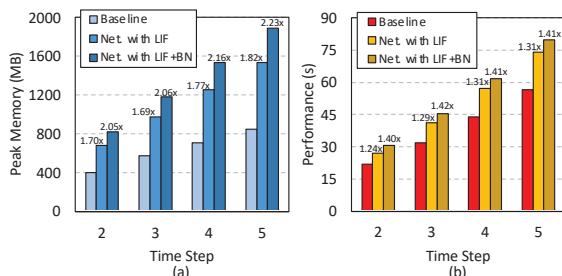 2000
1600
1200
800
400
0
Peak Memory (MB)
Baseline
Net. with LIF
Net. with LIF+BN
1.70x
2.05x
1.69x
2.06x
1.77x
2.16x
1.82x
2.23x
2
3
4
5
Time Step
(a)
90
75
60
45
30
15
0
Performance (s)
Baseline
Net. with LIF
Net. with LIF+BN
1.24x
1.40x
1.29x
1.42x
1.31x
1.41x
1.31x
1.41x
2
3
4
5
Time Step
(b)